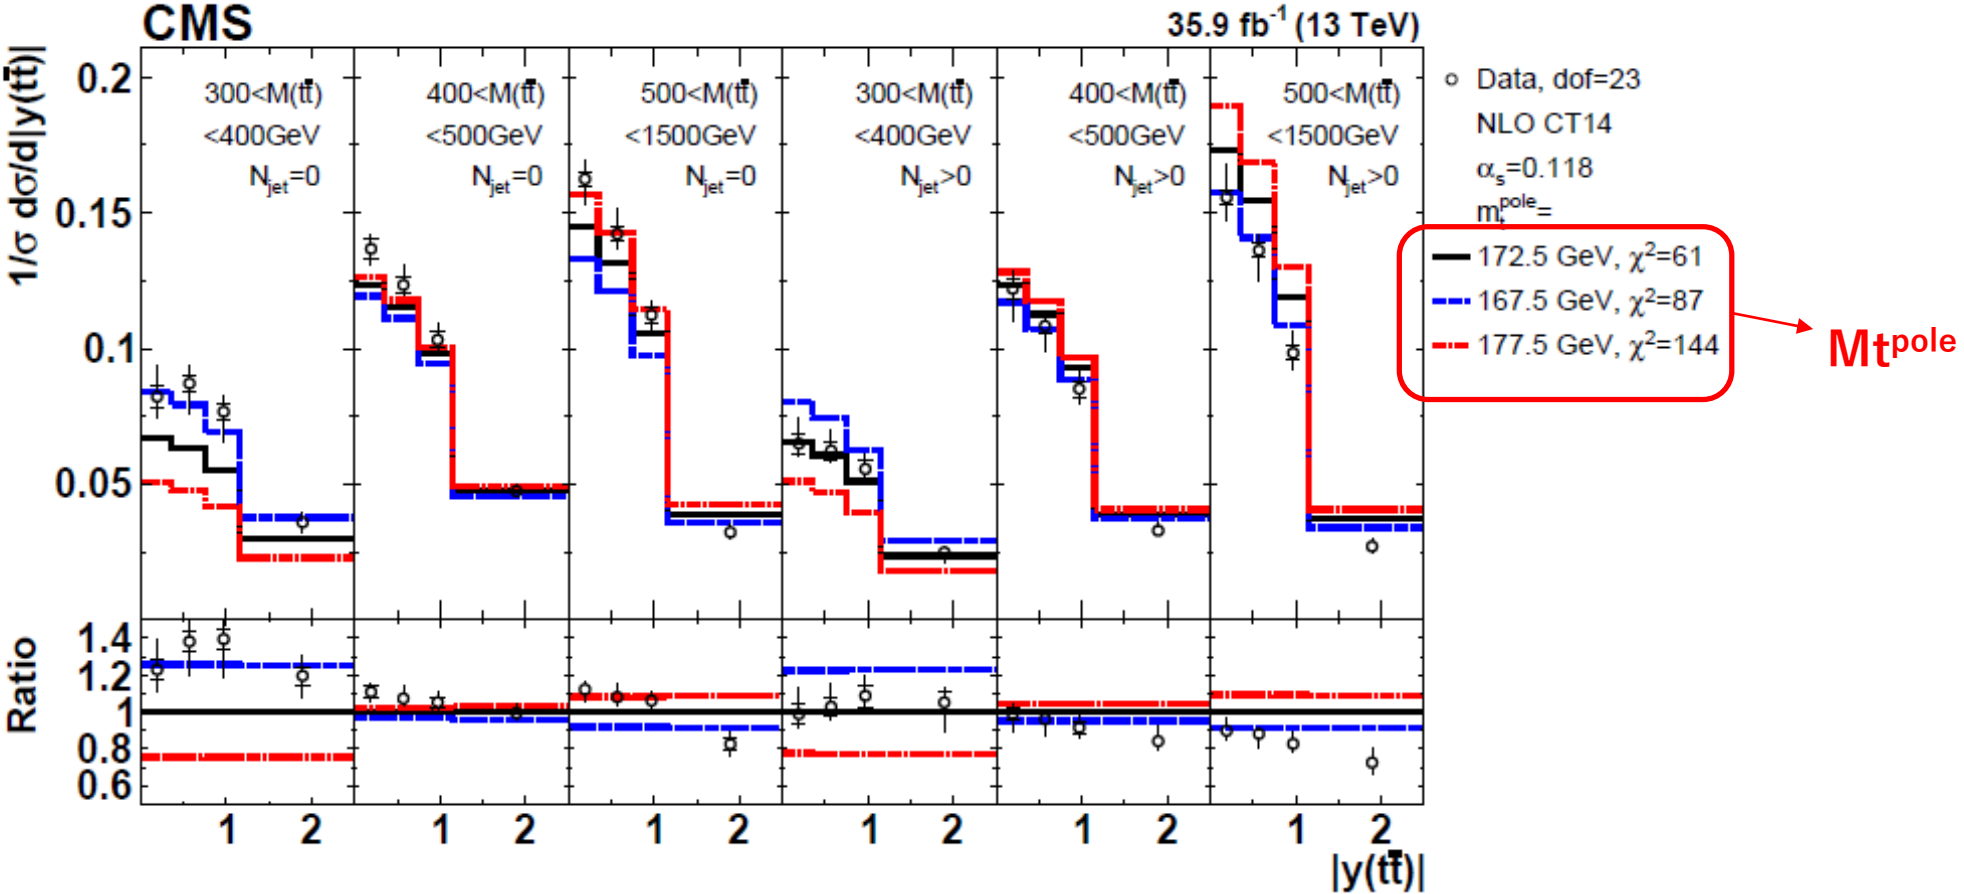 CMS
35.9 fb⁻¹ (13 TeV)
1/σ dσ/d|y(tt̄)|
0.2
0.15
0.1
0.05
300<M(tt̄)
<400GeV
Njet=0
400<M(tt̄)
<500GeV
Njet=0
500<M(tt̄)
<1500GeV
Njet=0
300<M(tt̄)
<400GeV
Njet>0
400<M(tt̄)
<500GeV
Njet>0
500<M(tt̄)
<1500GeV
Njet>0
Data, dof=23
NLO CT14
αs=0.118
mt^pole=
172.5 GeV, χ²=61
167.5 GeV, χ²=87
177.5 GeV, χ²=144
Mt^pole
Ratio
1.4
1.2
1
0.8
0.6
1 2 1 2 1 2 1 2 1 2 1 2
|y(tt̄)|